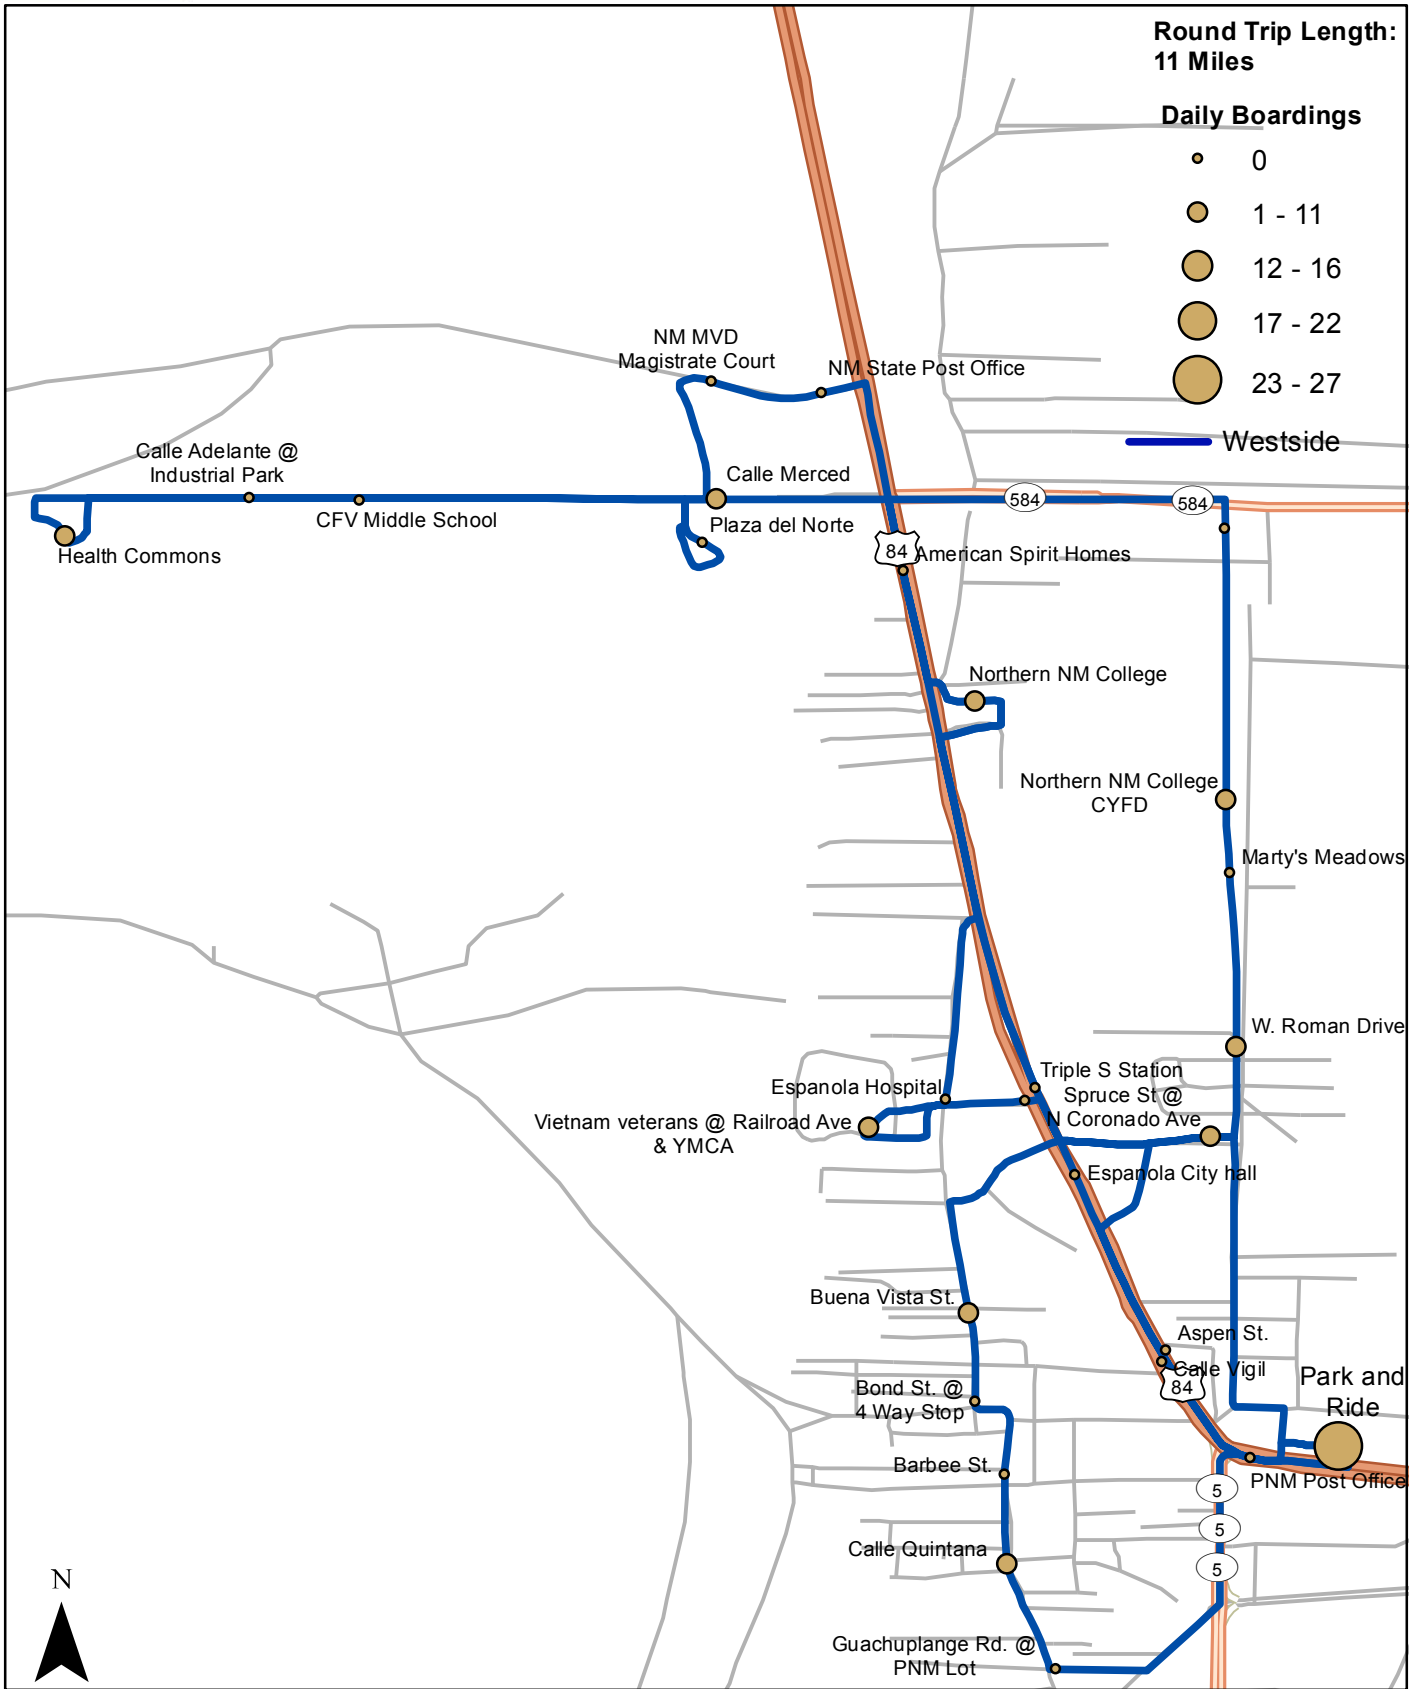 Round Trip Length:
11 Miles
Daily Boardings
0
1 - 11
12 - 16
17 - 22
23 - 27
Westside
NM MVD
Magistrate Court
NM State Post Office
Calle Adelante @
Industrial Park
Calle Merced
584
584
CFV Middle School
Plaza del Norte
Health Commons
84
American Spirit Homes
Northern NM College
Northern NM College
CYFD
Marty's Meadows
W. Roman Drive
Triple S Station
Espanola Hospital
Spruce St @
N Coronado Ave
Vietnam veterans @ Railroad Ave
& YMCA
Espanola City hall
Buena Vista St.
Aspen St.
Calle Vigil
84
Park and
Ride
Bond St. @
4 Way Stop
Barbee St.
PNM Post Office
5
5
5
Calle Quintana
Guachuplange Rd. @
PNM Lot
N